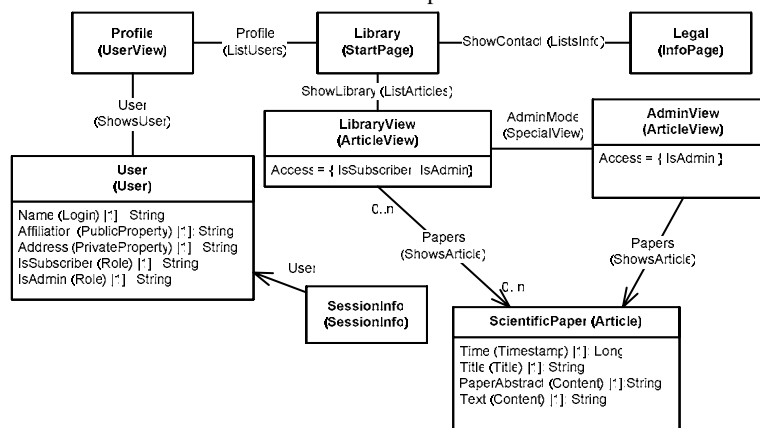 Profile
(UserView)
Profile
(ListUsers)
Library
(StartPage)
ShowContact (ListsInfo)
Legal
(InfoPage)
User
(ShowsUser)
ShowLibrary (ListArticles)
LibraryView
(ArticleView)
Access = { IsSubscriber IsAdmin}
AdminMode
(SpecialView)
AdminView
(ArticleView)
Access = { IsAdmin }
User
(User)
Name (Login) [1] String
Affiliation (PublicProperty) [1]: String
Address (PrivateProperty) [1] String
IsSubscriber (Role) [1] String
IsAdmin (Role) [1] String
0..n
Papers
(ShowsArticle)
Papers
(ShowsArticle)
User
0..n
SessionInfo
(SessionInfo)
ScientificPaper (Article)
Time (Timestamp) [1]: Long
Title (Title) [1]: String
PaperAbstract (Content) [1]:String
Text (Content) [1]: String